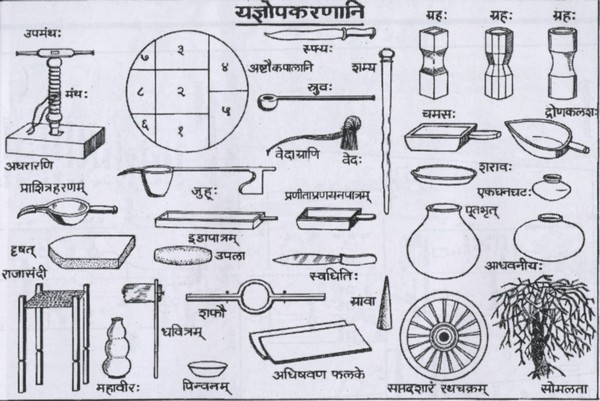 यज्ञोपकरणानि
उपमंथः
मंथः
अधरारणि
७ ३ ४
८ २ ५
६ १
स्फ्यः
अष्टौकपालानि
शम्य
स्त्रुवः
वेदाग्राणि
वेदः
ग्रहः
ग्रहः
ग्रहः
चमसः
द्रोणकलशः
शरावः
एकधनघटः
प्राशित्रहरणम्
जुहूः
प्रणीताप्रणयनपात्रम्
पूतभृत्
आधवनीयः
इडापात्रम्
दृषत्
उपला
स्वधितिः
राजासंदी
शफौ
ग्रावा
धवित्रम्
महावीरः
पिन्वनम्
अधिषवण फलके
सप्तदशारं रथचक्रम्
सोमलता